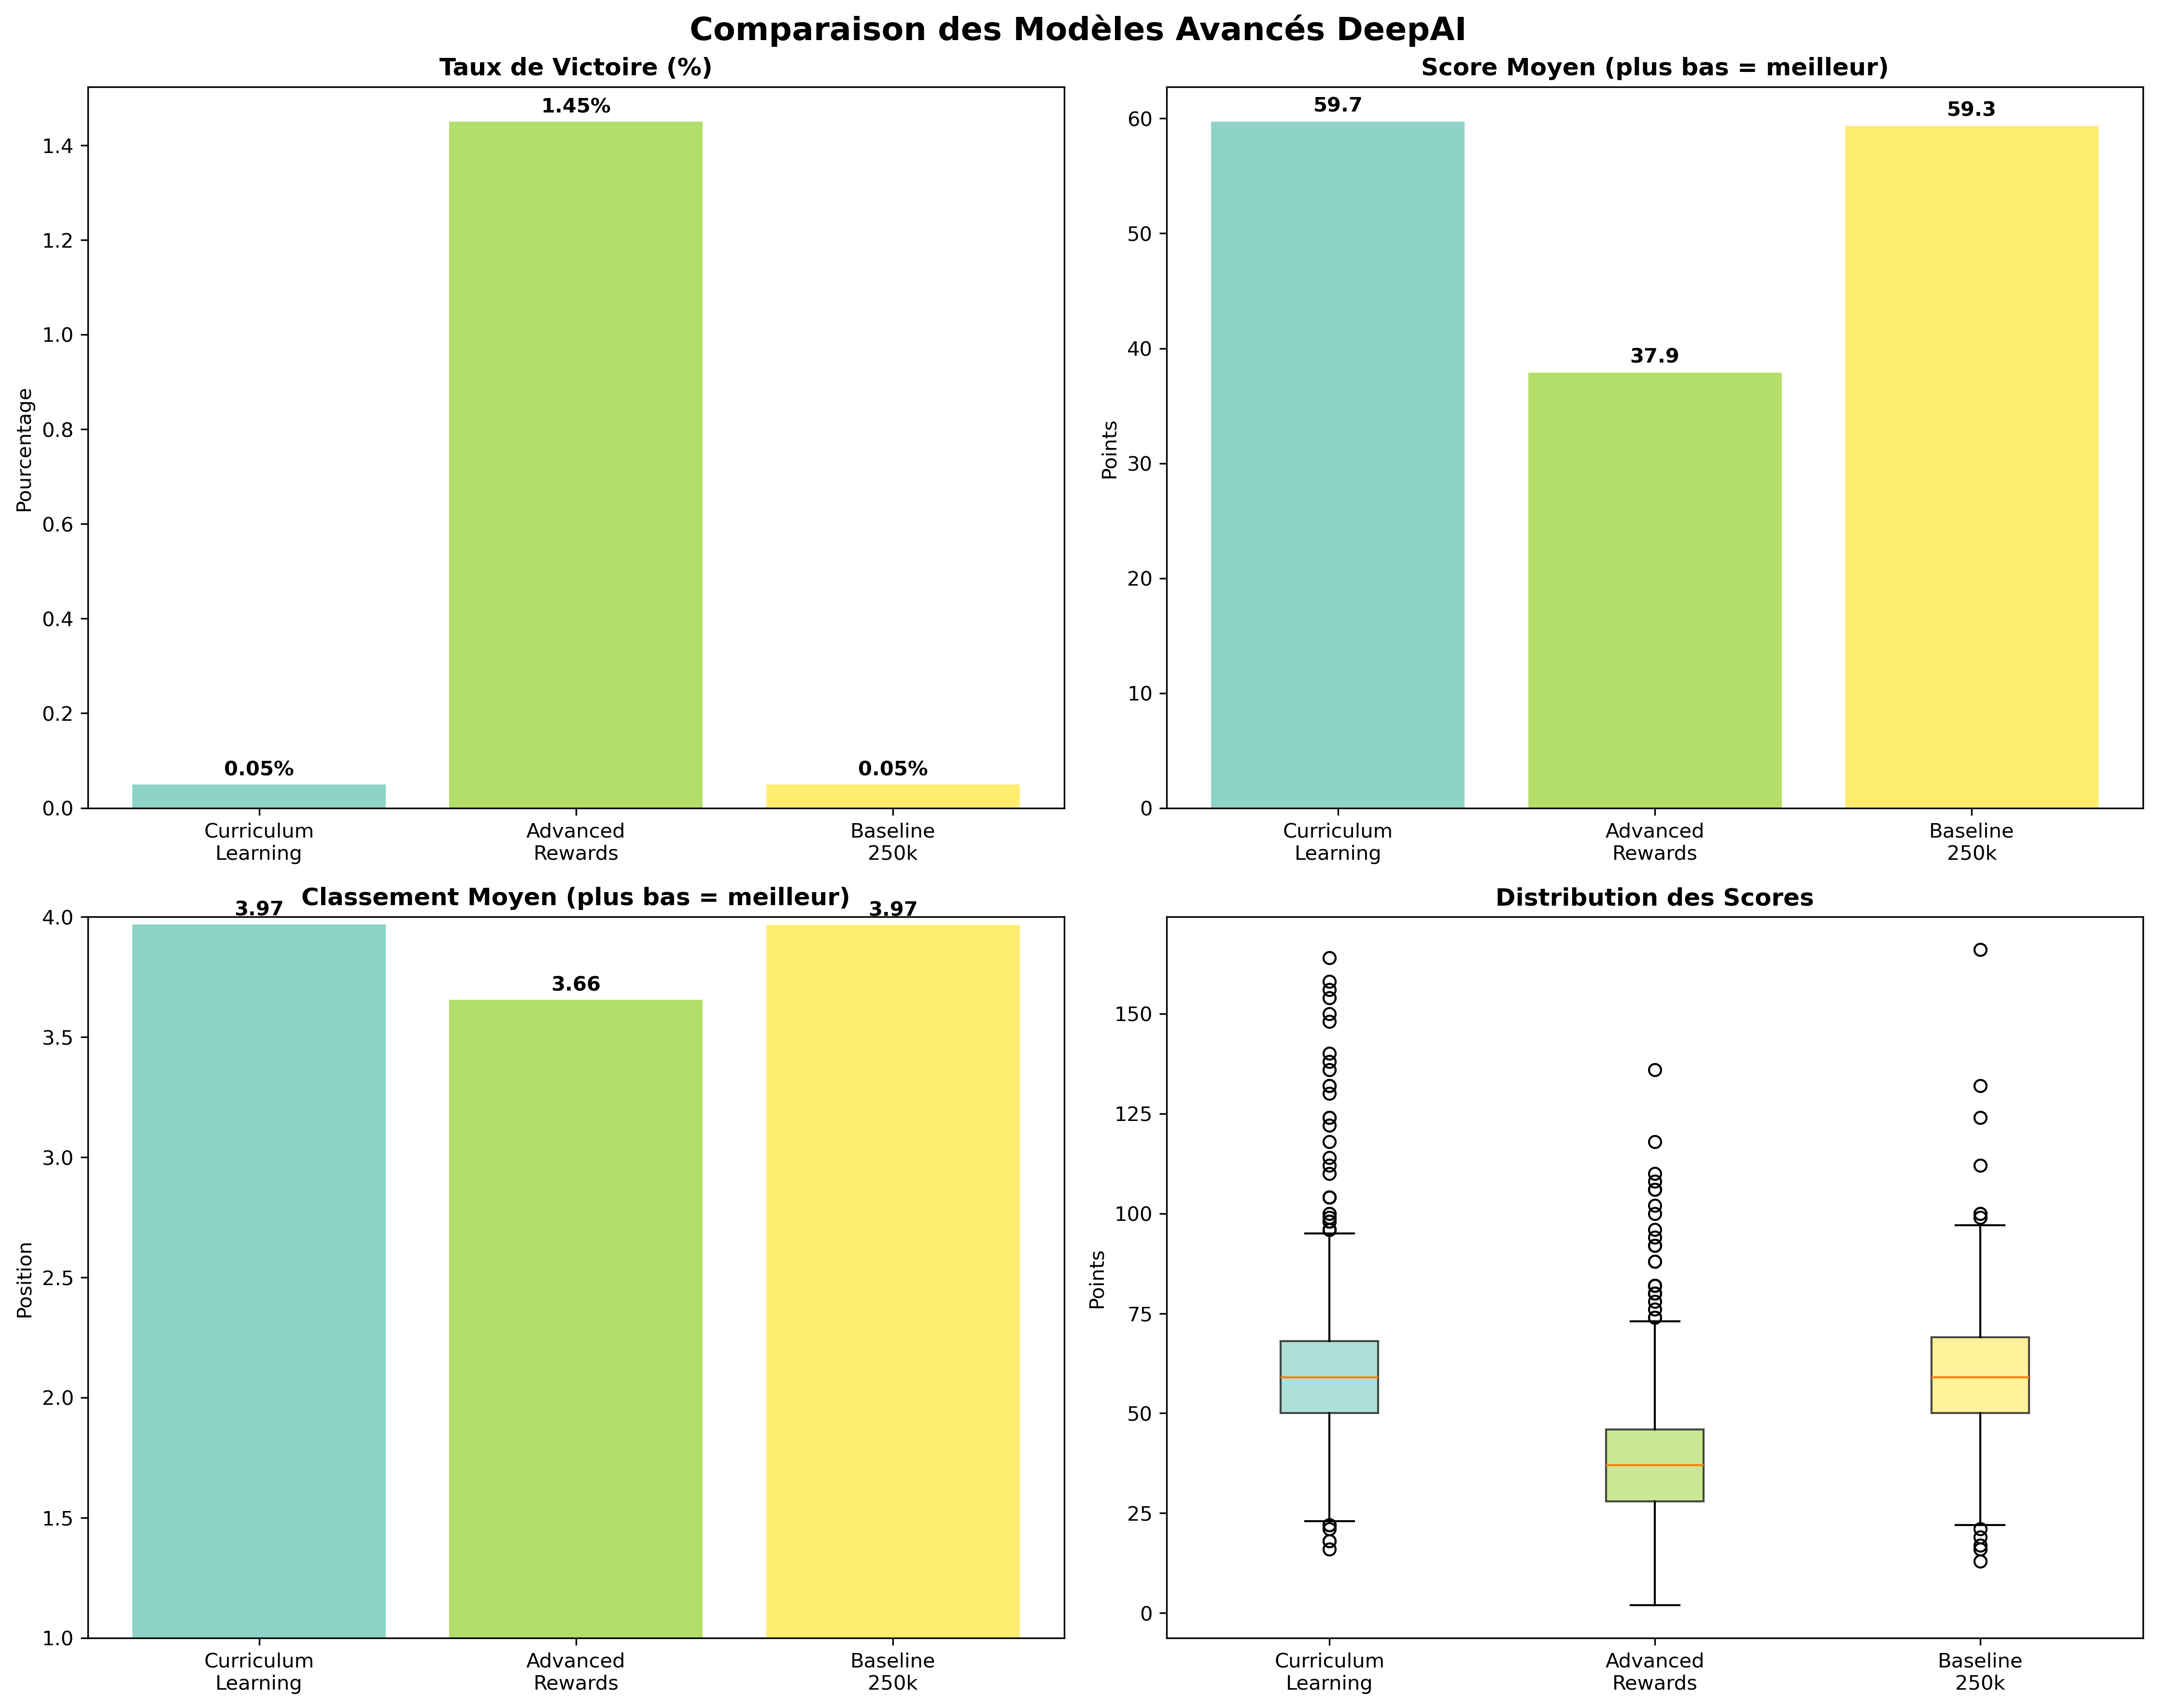 Comparaison des Modèles Avancés DeepAI
Taux de Victoire (%)
Pourcentage
1.4
1.2
1.0
0.8
0.6
0.4
0.2
0.0
0.05%
1.45%
0.05%
Curriculum
Learning
Advanced
Rewards
Baseline
250k
Score Moyen (plus bas = meilleur)
Points
60
50
40
30
20
10
0
59.7
37.9
59.3
Curriculum
Learning
Advanced
Rewards
Baseline
250k
Classement Moyen (plus bas = meilleur)
Position
4.0
3.5
3.0
2.5
2.0
1.5
1.0
3.97
3.66
3.97
Curriculum
Learning
Advanced
Rewards
Baseline
250k
Distribution des Scores
Points
150
125
100
75
50
25
0
Curriculum
Learning
Advanced
Rewards
Baseline
250k